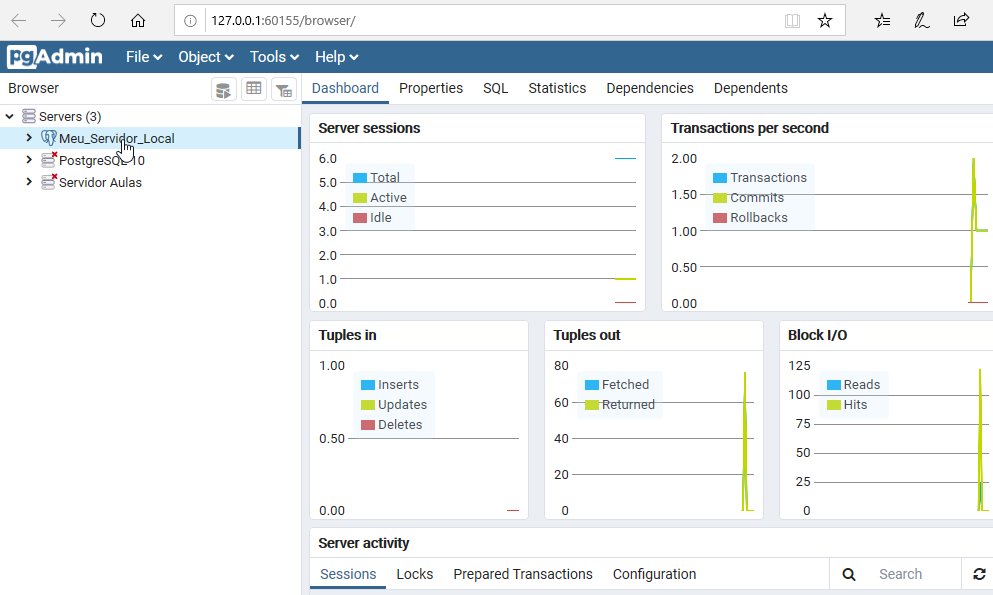 127.0.0.1:60155/browser/
pgAdmin File Object Tools Help
Browser
Dashboard Properties SQL Statistics Dependencies Dependents
Servers (3)
Meu_Servidor_Local
10
Servidor Aulas
Server sessions
6.0
5.0
4.0
3.0
2.0
1.0
0.0
Total
Active
Idle
Transactions per second
2.00
1.50
1.00
0.50
0.00
Transactions
Commits
Rollbacks
Tuples in
1.00
0.50
0.00
Inserts
Updates
Deletes
Tuples out
80
60
40
20
0
Fetched
Returned
Block I/O
125
100
75
50
25
0
Reads
Hits
Server activity
Sessions Locks Prepared Transactions Configuration Search